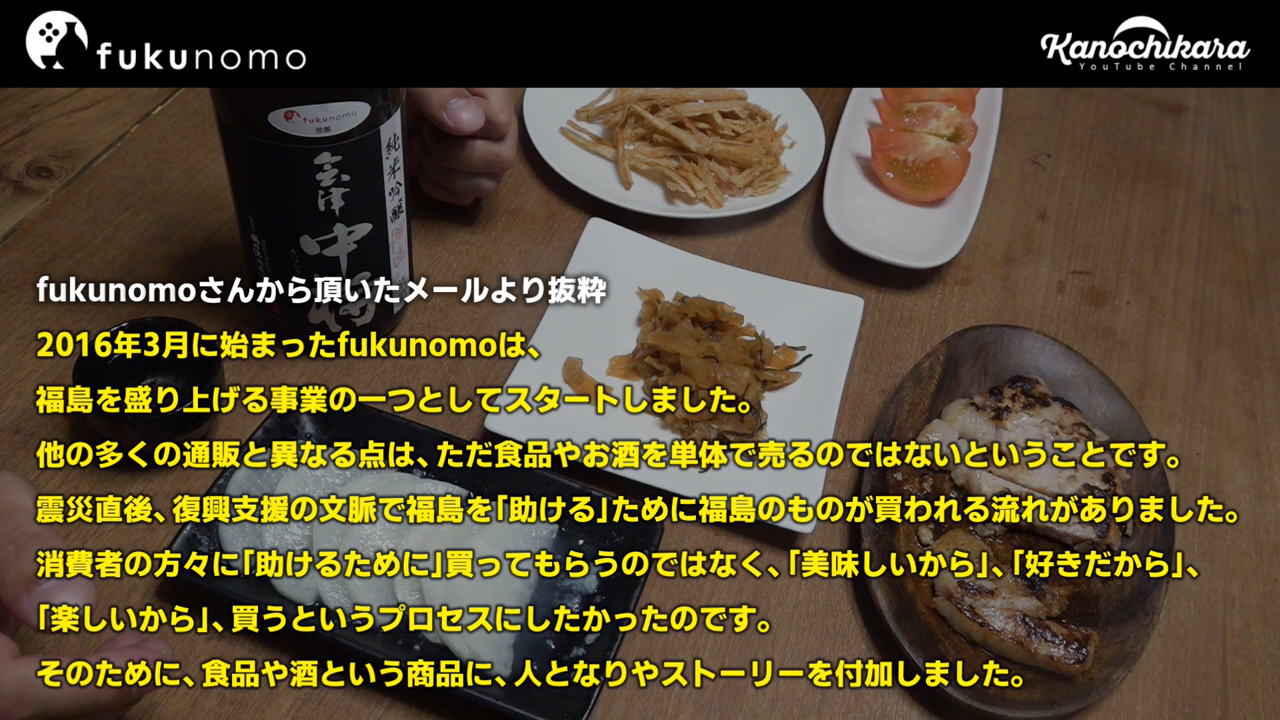 fukunomo
Kanochikara
YouTube Channel
fukunomo
純米吟醸
会津
中将
fukunomoさんから頂いたメールより抜粋
2016年3月に始まったfukunomoは、
福島を盛り上げる事業の一つとしてスタートしました。
他の多くの通販と異なる点は、ただ食品やお酒を単体で売るのではないということです。
震災直後、復興支援の文脈で福島を「助ける」ために福島のものが買われる流れがありました。
消費者の方々に「助けるために」買ってもらうのではなく、「美味しいから」、「好きだから」、
「楽しいから」、買うというプロセスにしたかったのです。
そのために、食品や酒という商品に、人となりやストーリーを付加しました。